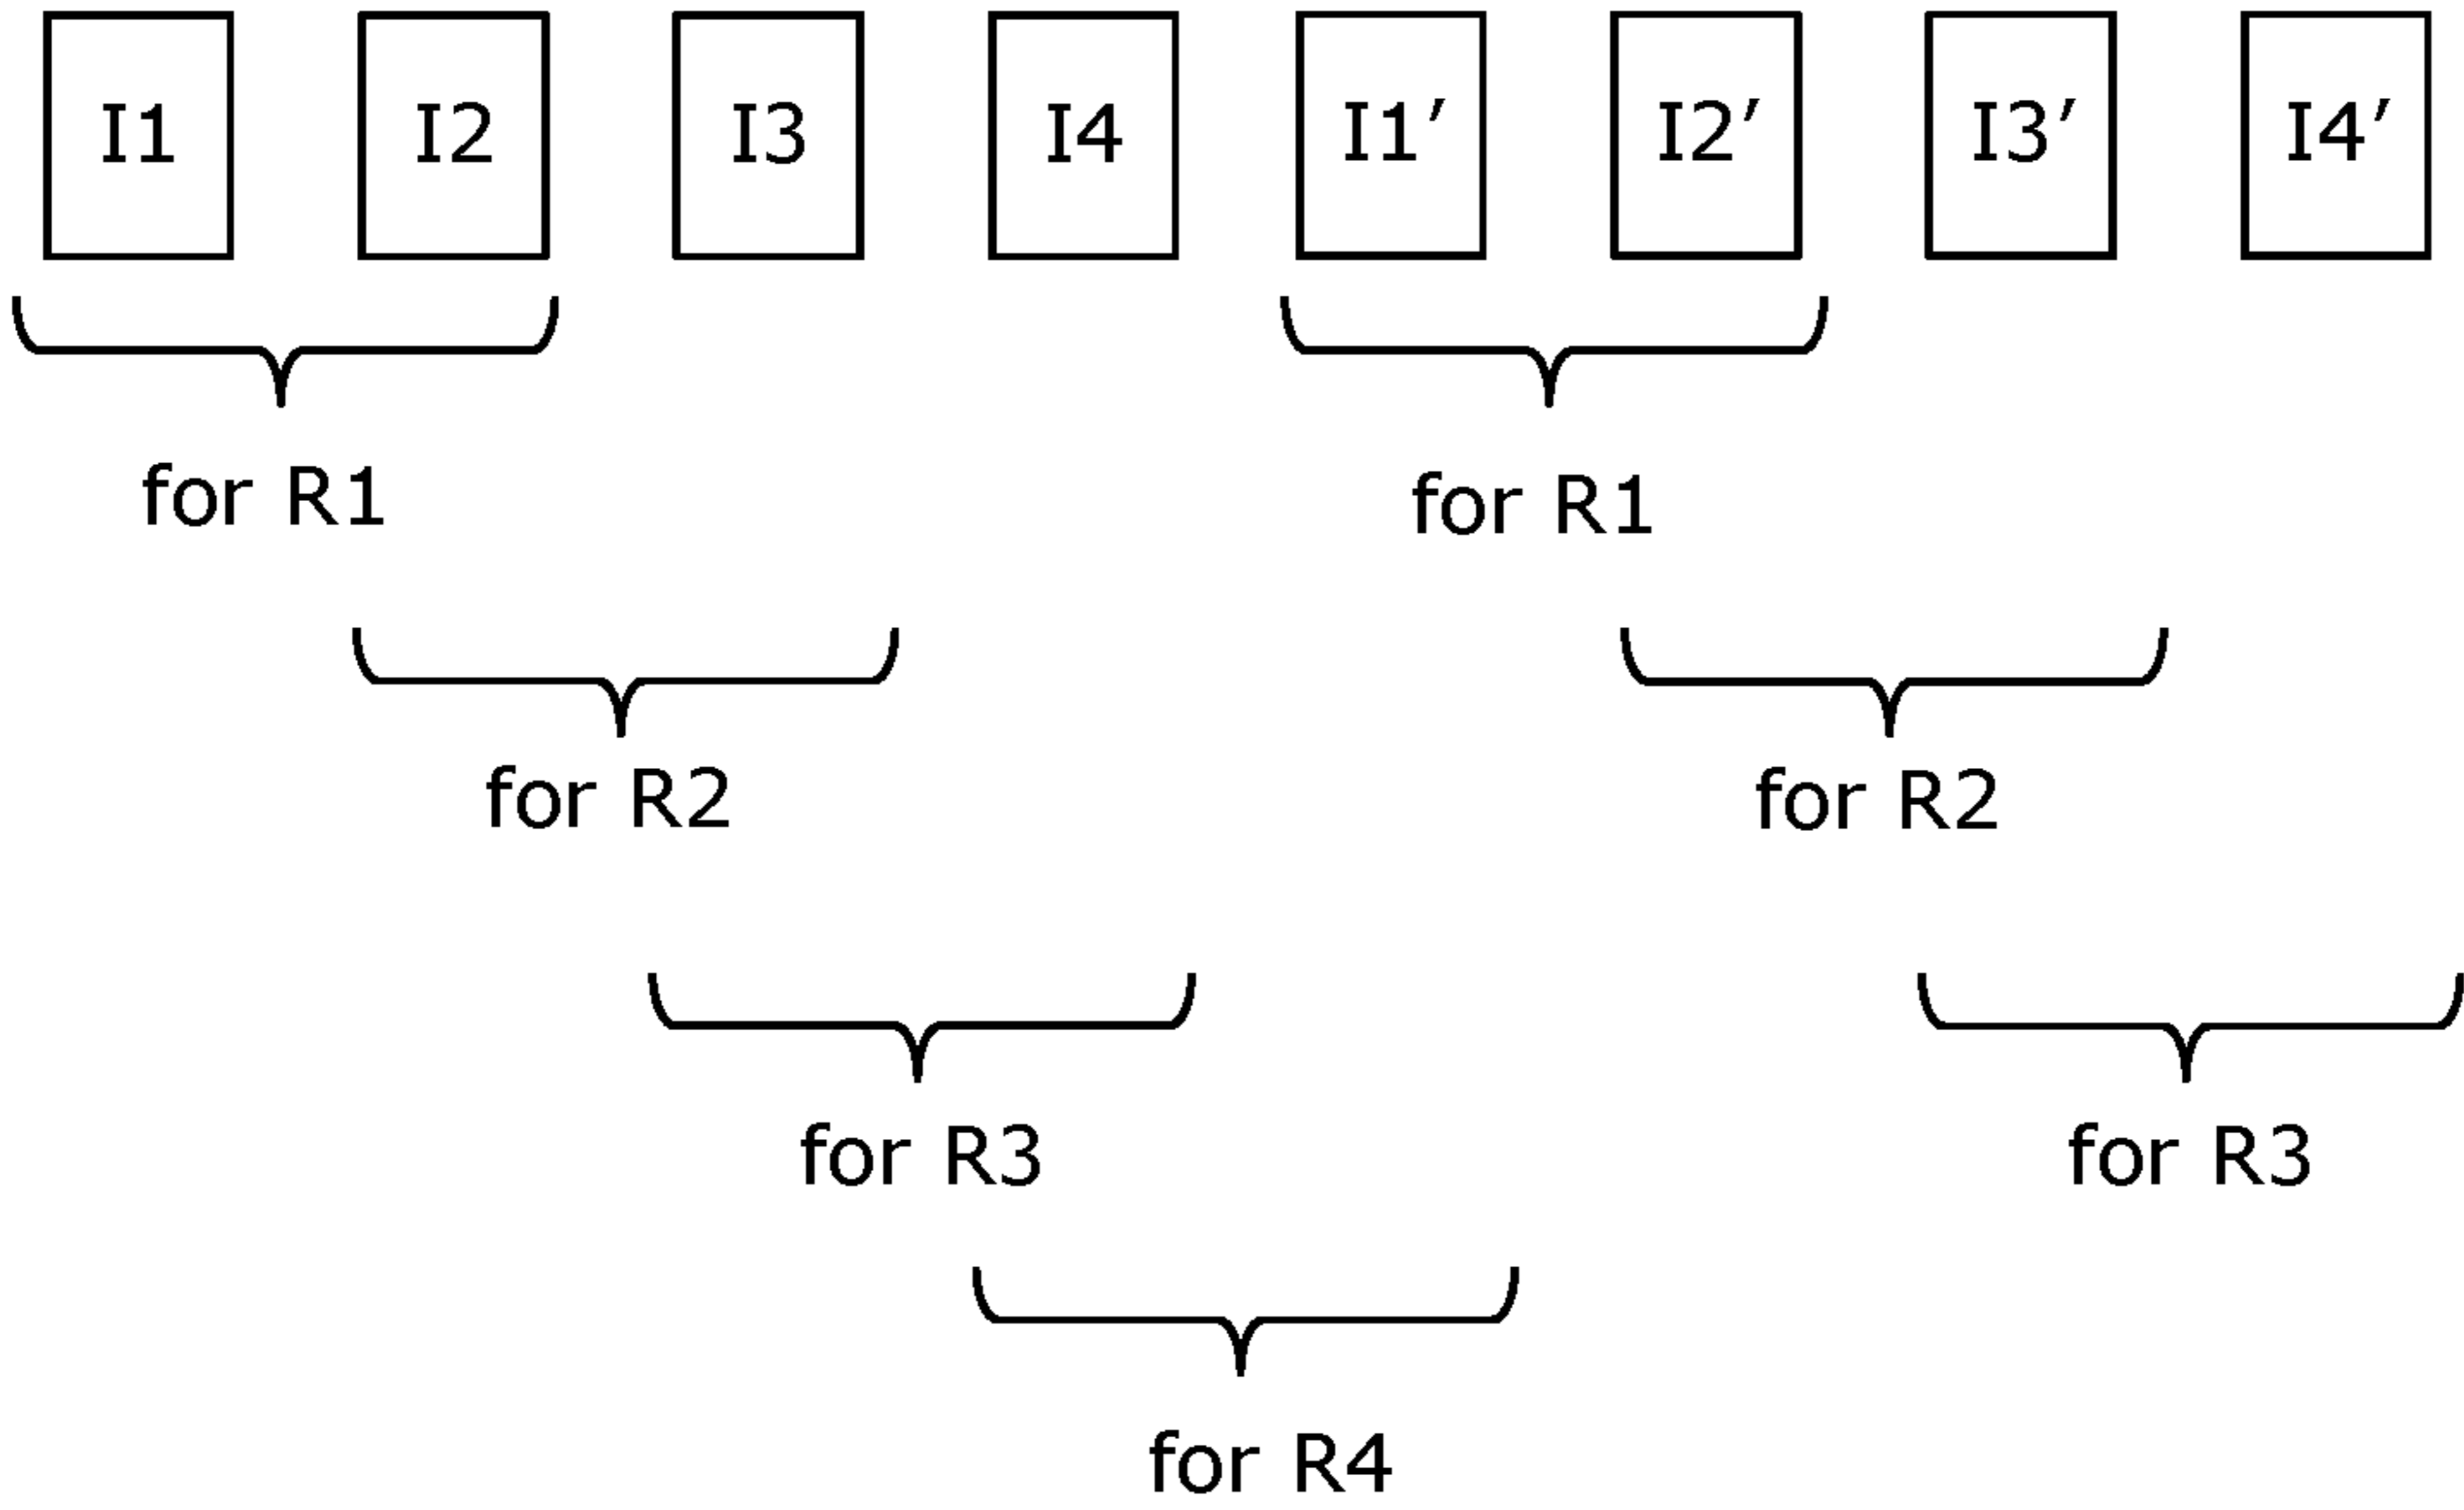 I1 I2 I3 I4 I1′ I2′ I3′ I4′
for R1 for R1
for R2 for R2
for R3 for R3
for R4